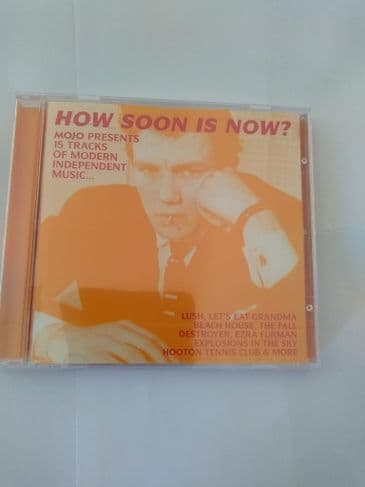 HOW SOON IS NOW?
MOJO PRESENTS
15 TRACKS
OF MODERN
INDEPENDENT
MUSIC...
LUSH, LET'S EAT GRANDMA
BEACH HOUSE, THE FALL
DESTROYER, EZRA FURMAN
EXPLOSIONS IN THE SKY
HOOTON TENNIS CLUB & MORE